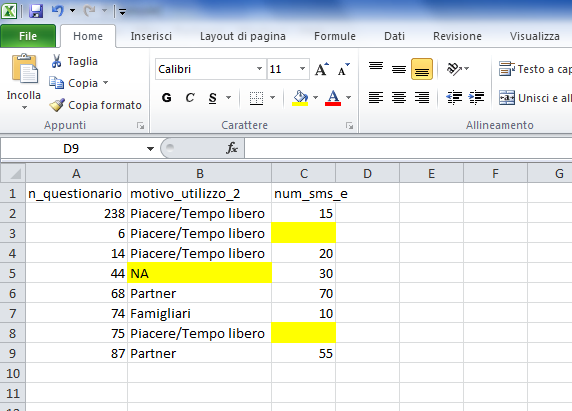 File Home Inserisci Layout di pagina Formule Dati Revisione Visualizza
Taglia
Copia
Copia formato
Incolla
Calibri 11 A A
G C S A
Testo a cap
Unisci e all
Appunti Carattere Allineamento
D9 fx
A B C D E F G
1 n_questionario motivo_utilizzo_2 num_sms_e
2 238 Piacere/Tempo libero 15
3 6 Piacere/Tempo libero
4 14 Piacere/Tempo libero 20
5 44 NA 30
6 68 Partner 70
7 74 Famigliari 10
8 75 Piacere/Tempo libero
9 87 Partner 55
10
11